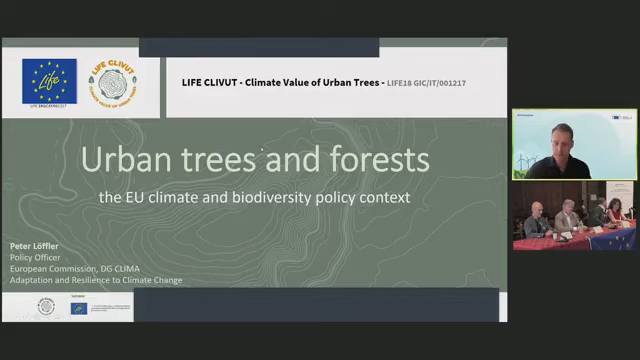 Life
LIFE CLIVUT
CLIMATE VALUE OF URBAN TREES
LIFE CLIVUT - Climate Value of Urban Trees - LIFE18 GIC/IT/001217
Urban trees and forests
the EU climate and biodiversity policy context
Peter Löffler
Policy Officer
European Commission, DG CLIMA
Adaptation and Resilience to Climate Change